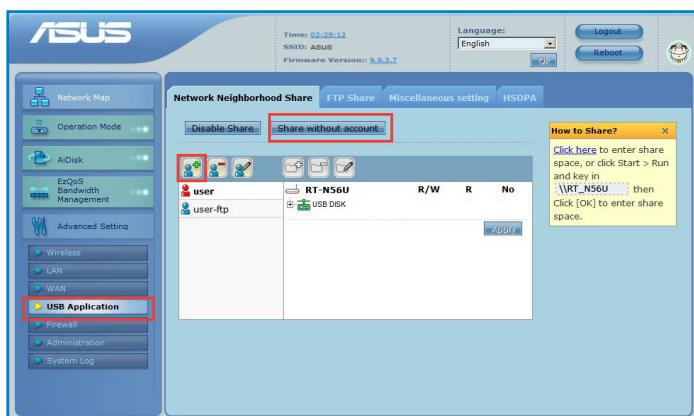 ASUS
Time: 02:29:12
SSID: ASUS
Firmware Version: 9.9.3.7
Language:
English
OK
Logout
Reboot
Network Map
Operation Mode
AiDisk
EzQoS
Bandwidth
Management
Advanced Setting
Wireless
LAN
WAN
USB Application
Firewall
Administration
System Log
Network Neighborhood Share
FTP Share
Miscellaneous setting
HSDPA
Disable Share
Share without account
user
user-ftp
RT-N56U R/W R No
USB DISK
Apply
How to Share? ×
Click here to enter share
space, or click Start > Run
and key in
\\RT_N56U then
Click [OK] to enter share
space.